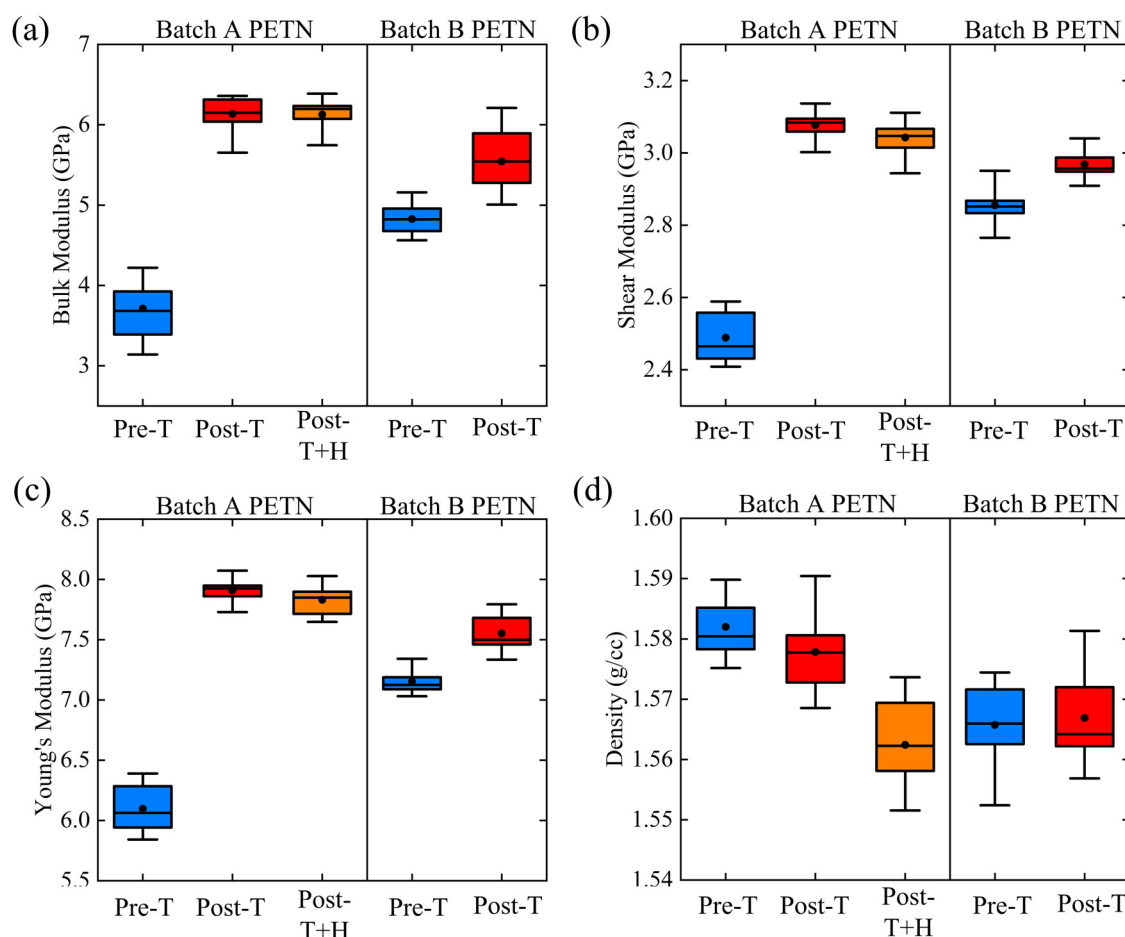 (a)
Batch A PETN
Batch B PETN
7
6
5
4
3
Bulk Modulus (GPa)
Pre-T
Post-T
Post-
T+H
Pre-T
Post-T
(b)
Batch A PETN
Batch B PETN
3.2
3.0
2.8
2.6
2.4
Shear Modulus (GPa)
Pre-T
Post-T
Post-
T+H
Pre-T
Post-T
(c)
Batch A PETN
Batch B PETN
8.5
8.0
7.5
7.0
6.5
6.0
5.5
Young's Modulus (GPa)
Pre-T
Post-T
Post-
T+H
Pre-T
Post-T
(d)
Batch A PETN
Batch B PETN
1.60
1.59
1.58
1.57
1.56
1.55
1.54
Density (g/cc)
Pre-T
Post-T
Post-
T+H
Pre-T
Post-T